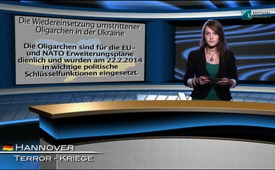 Die Wiedereinsetzung umstrittener
Oligarchen in der Ukraine
Die Oligarchen sind für die EU-
und NATO Erweiterungspläne
dienlich und wurden am 22.2.2014
in wichtige politische
Schlüsselfunktionen eingesetzt.
Hannover
Terror - Kriege